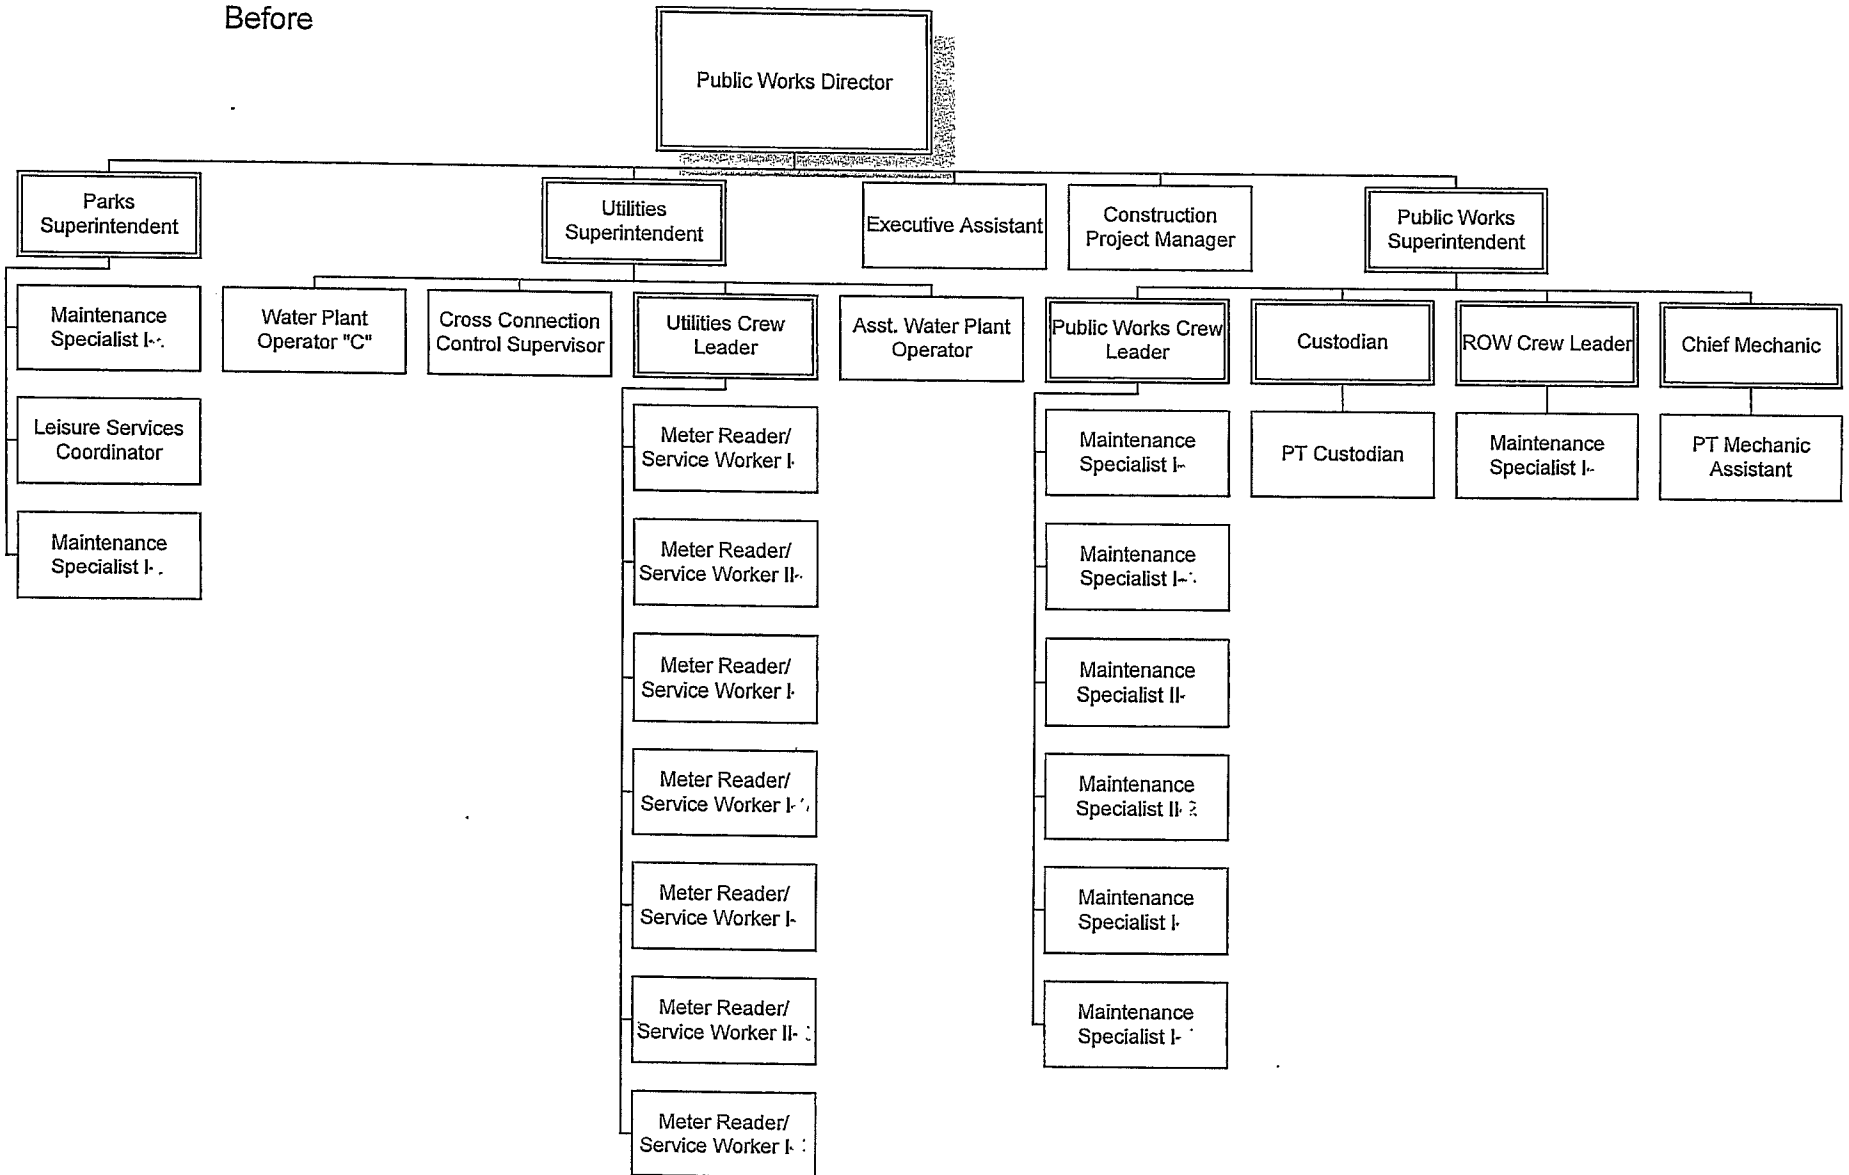 Before
Public Works Director
Parks
Superintendent
Utilities
Superintendent
Executive Assistant
Construction
Project Manager
Public Works
Superintendent
Maintenance
Specialist I-
Leisure Services
Coordinator
Maintenance
Specialist I-
Water Plant
Operator "C"
Cross Connection
Control Supervisor
Utilities Crew
Leader
Asst. Water Plant
Operator
Meter Reader/
Service Worker I-
Meter Reader/
Service Worker II-
Meter Reader/
Service Worker I-
Meter Reader/
Service Worker I-
Meter Reader/
Service Worker I-
Meter Reader/
Service Worker II-
Meter Reader/
Service Worker I-
Public Works Crew
Leader
Custodian
ROW Crew Leader
Chief Mechanic
Maintenance
Specialist I-
Maintenance
Specialist I-
Maintenance
Specialist II-
Maintenance
Specialist II-
Maintenance
Specialist I-
Maintenance
Specialist I-
PT Custodian
Maintenance
Specialist I-
PT Mechanic
Assistant